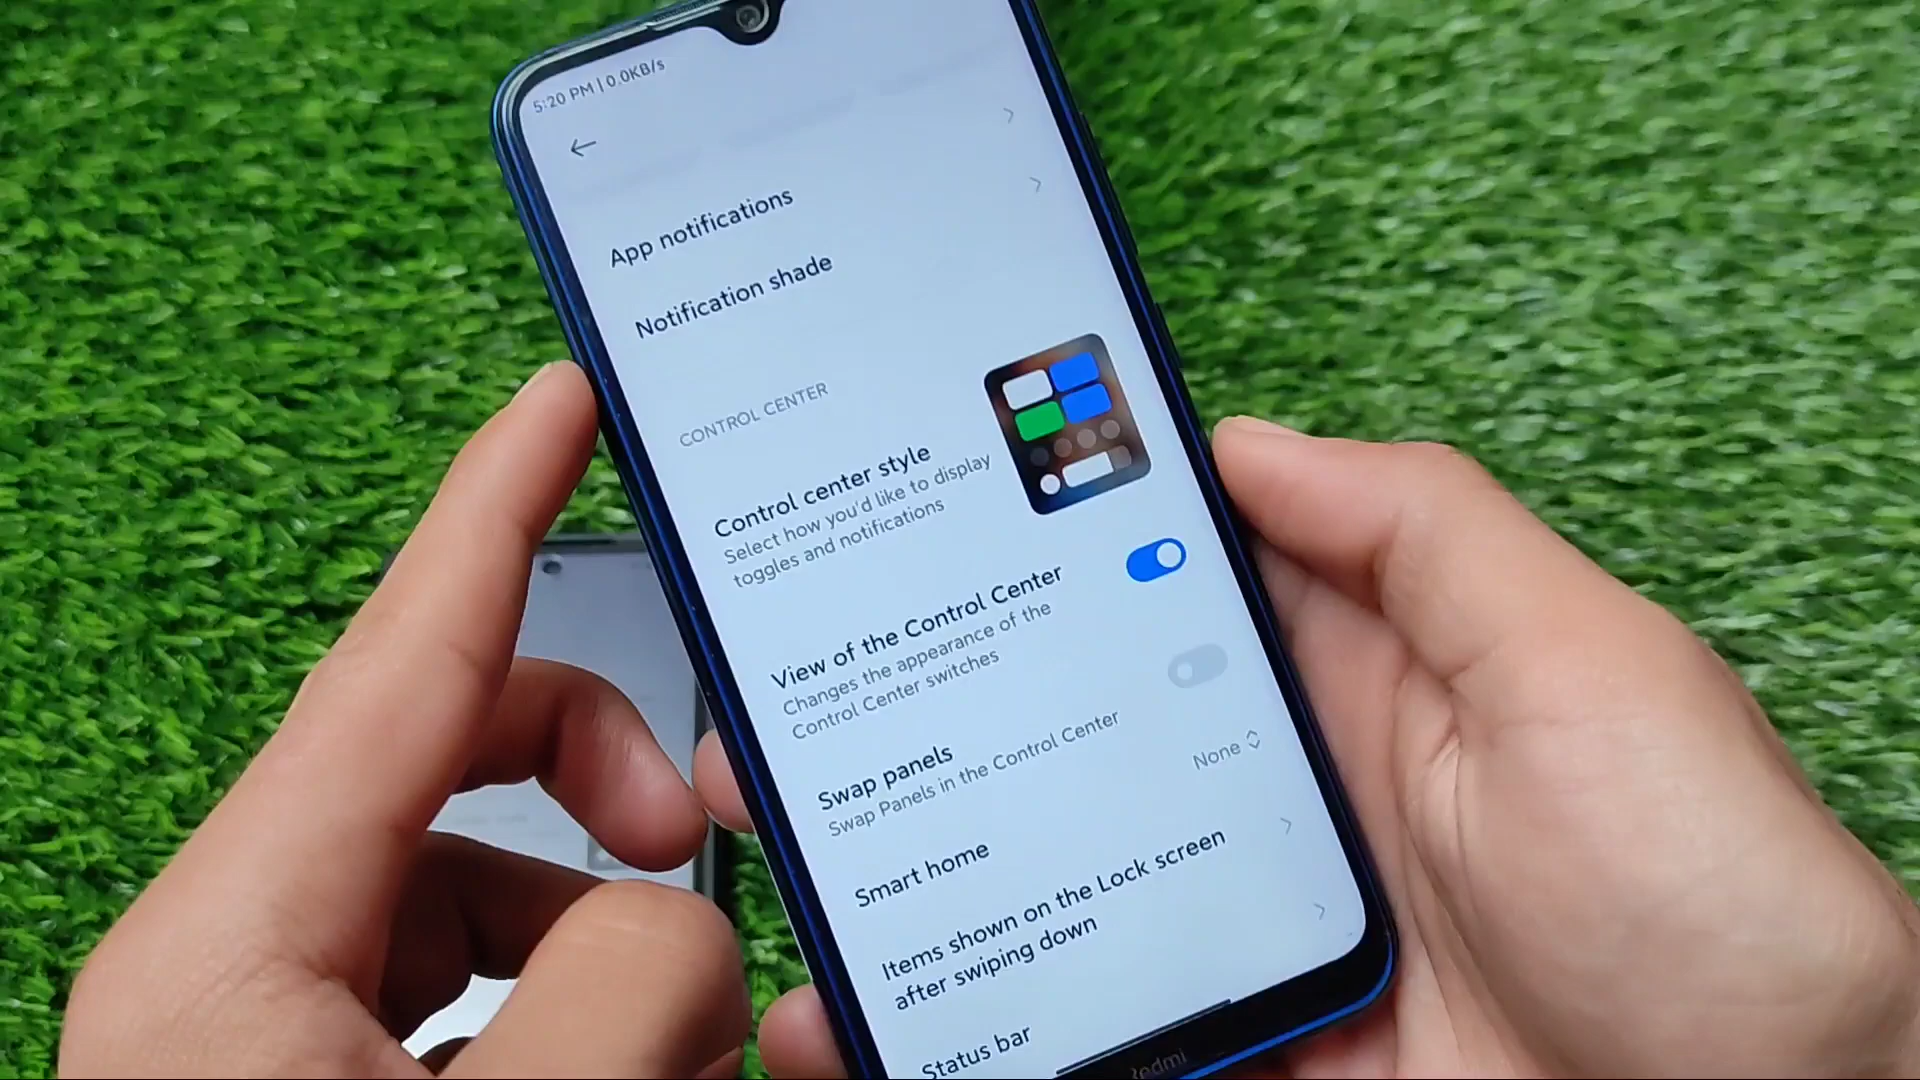 5:20 PM | 0.0KB/s
App notifications
Notification shade
CONTROL CENTER
Control center style
Select how you'd like to display
toggles and notifications
View of the Control Center
Changes the appearance of the
Control Center switches
Swap panels
Swap Panels in the Control Center
Smart home
None
Items shown on the Lock screen
after swiping down
Status bar
Redmi